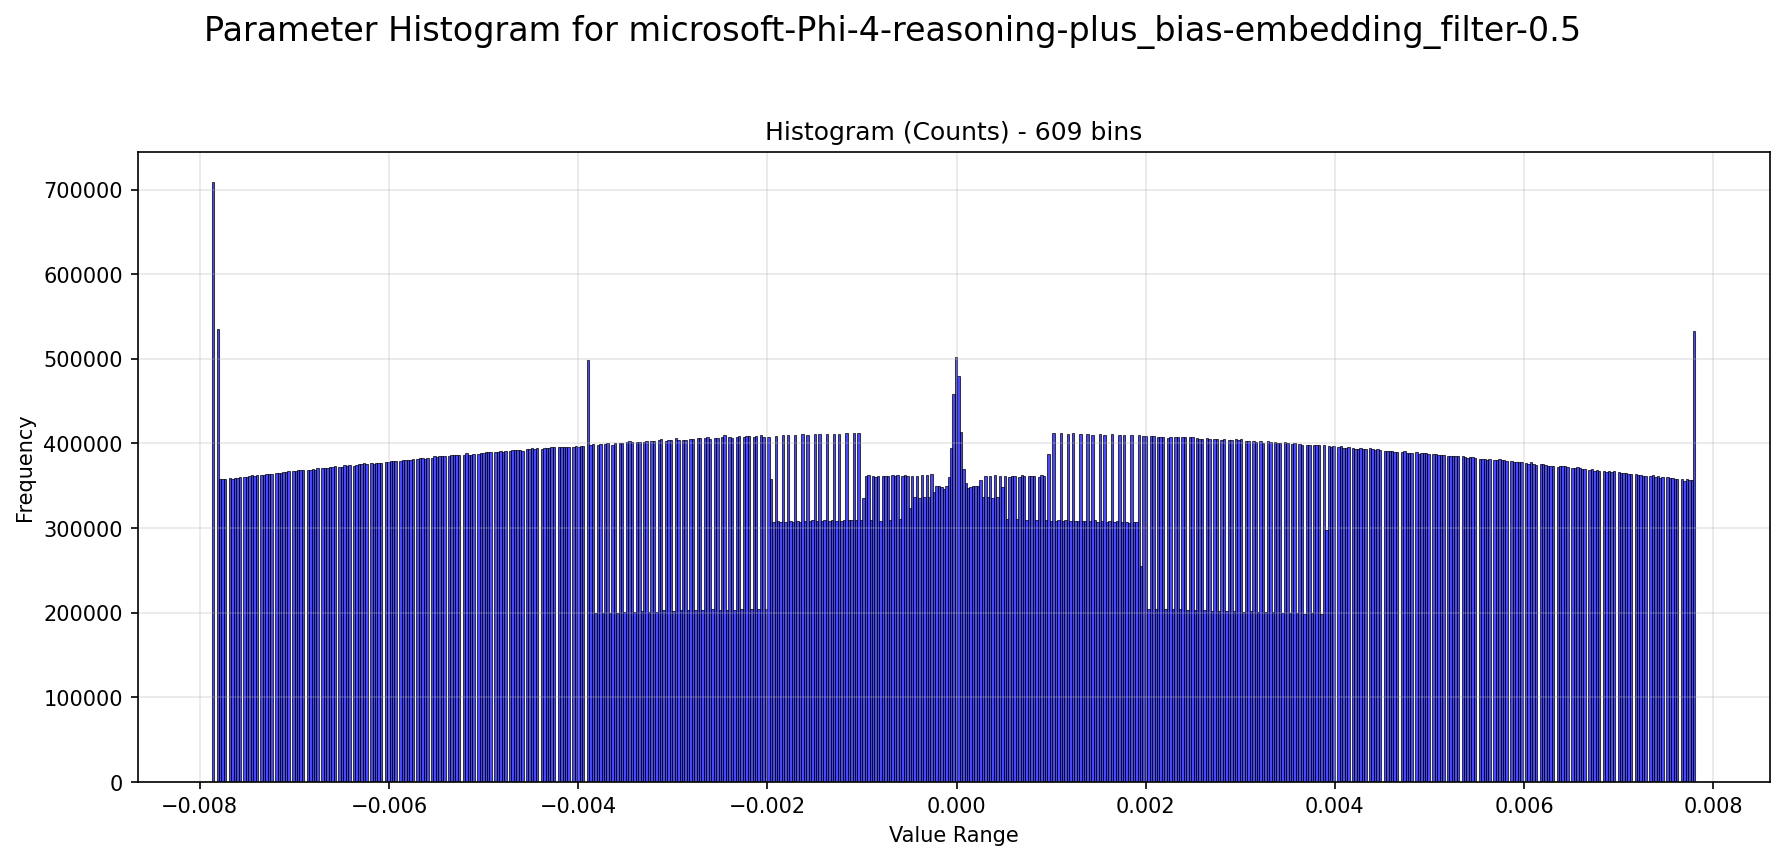 Parameter Histogram for microsoft-Phi-4-reasoning-plus_bias-embedding_filter-0.5
Histogram (Counts) - 609 bins
700000
600000
500000
400000
300000
200000
100000
0
Frequency
−0.008 −0.006 −0.004 −0.002 0.000 0.002 0.004 0.006 0.008
Value Range